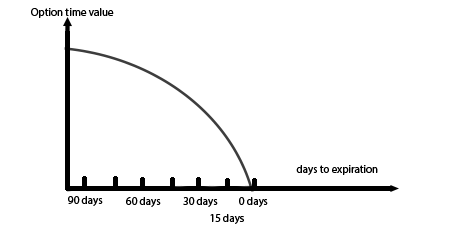 Option time value
days to expiration
90 days
60 days
30 days
0 days
15 days